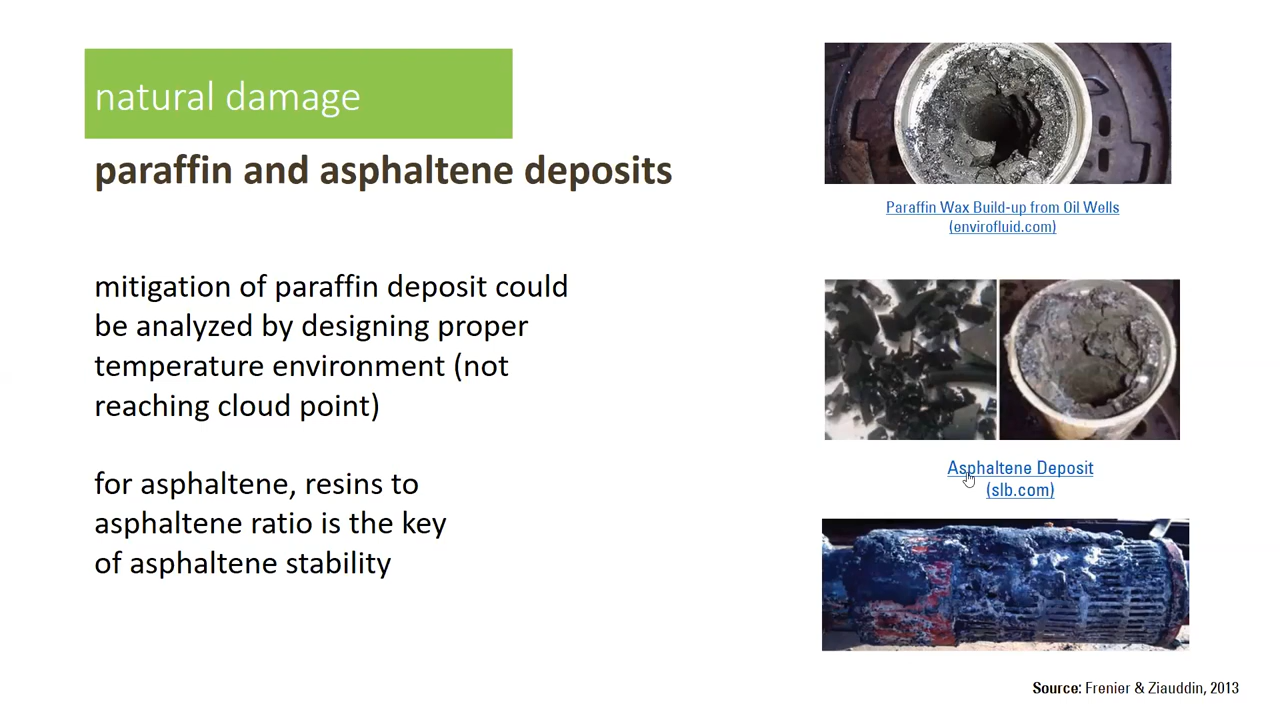 natural damage
paraffin and asphaltene deposits
mitigation of paraffin deposit could
be analyzed by designing proper
temperature environment (not
reaching cloud point)
for asphaltene, resins to
asphaltene ratio is the key
of asphaltene stability
Paraffin Wax Build-up from Oil Wells
(envirofluid.com)
Asphaltene Deposit
(slb.com)
Source: Frenier & Ziauddin, 2013